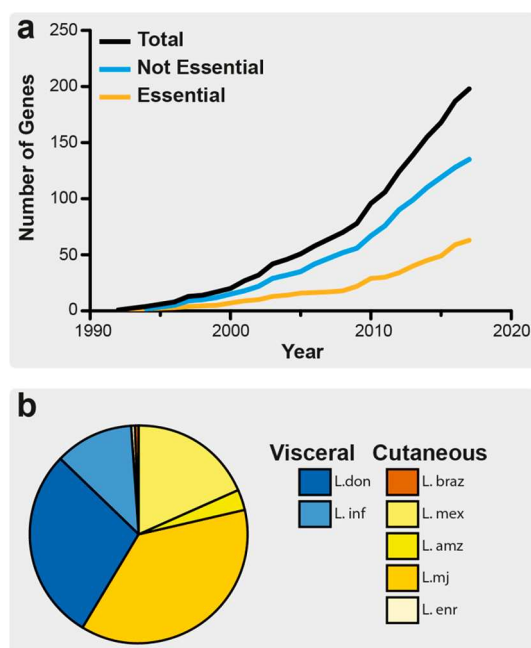 a
250
200
150
100
50
0
Number of Genes
Total
Not Essential
Essential
1990
2000
2010
2020
Year
b
Visceral
L.don
L. inf
Cutaneous
L. braz
L. mex
L. amz
L.mj
L. enr